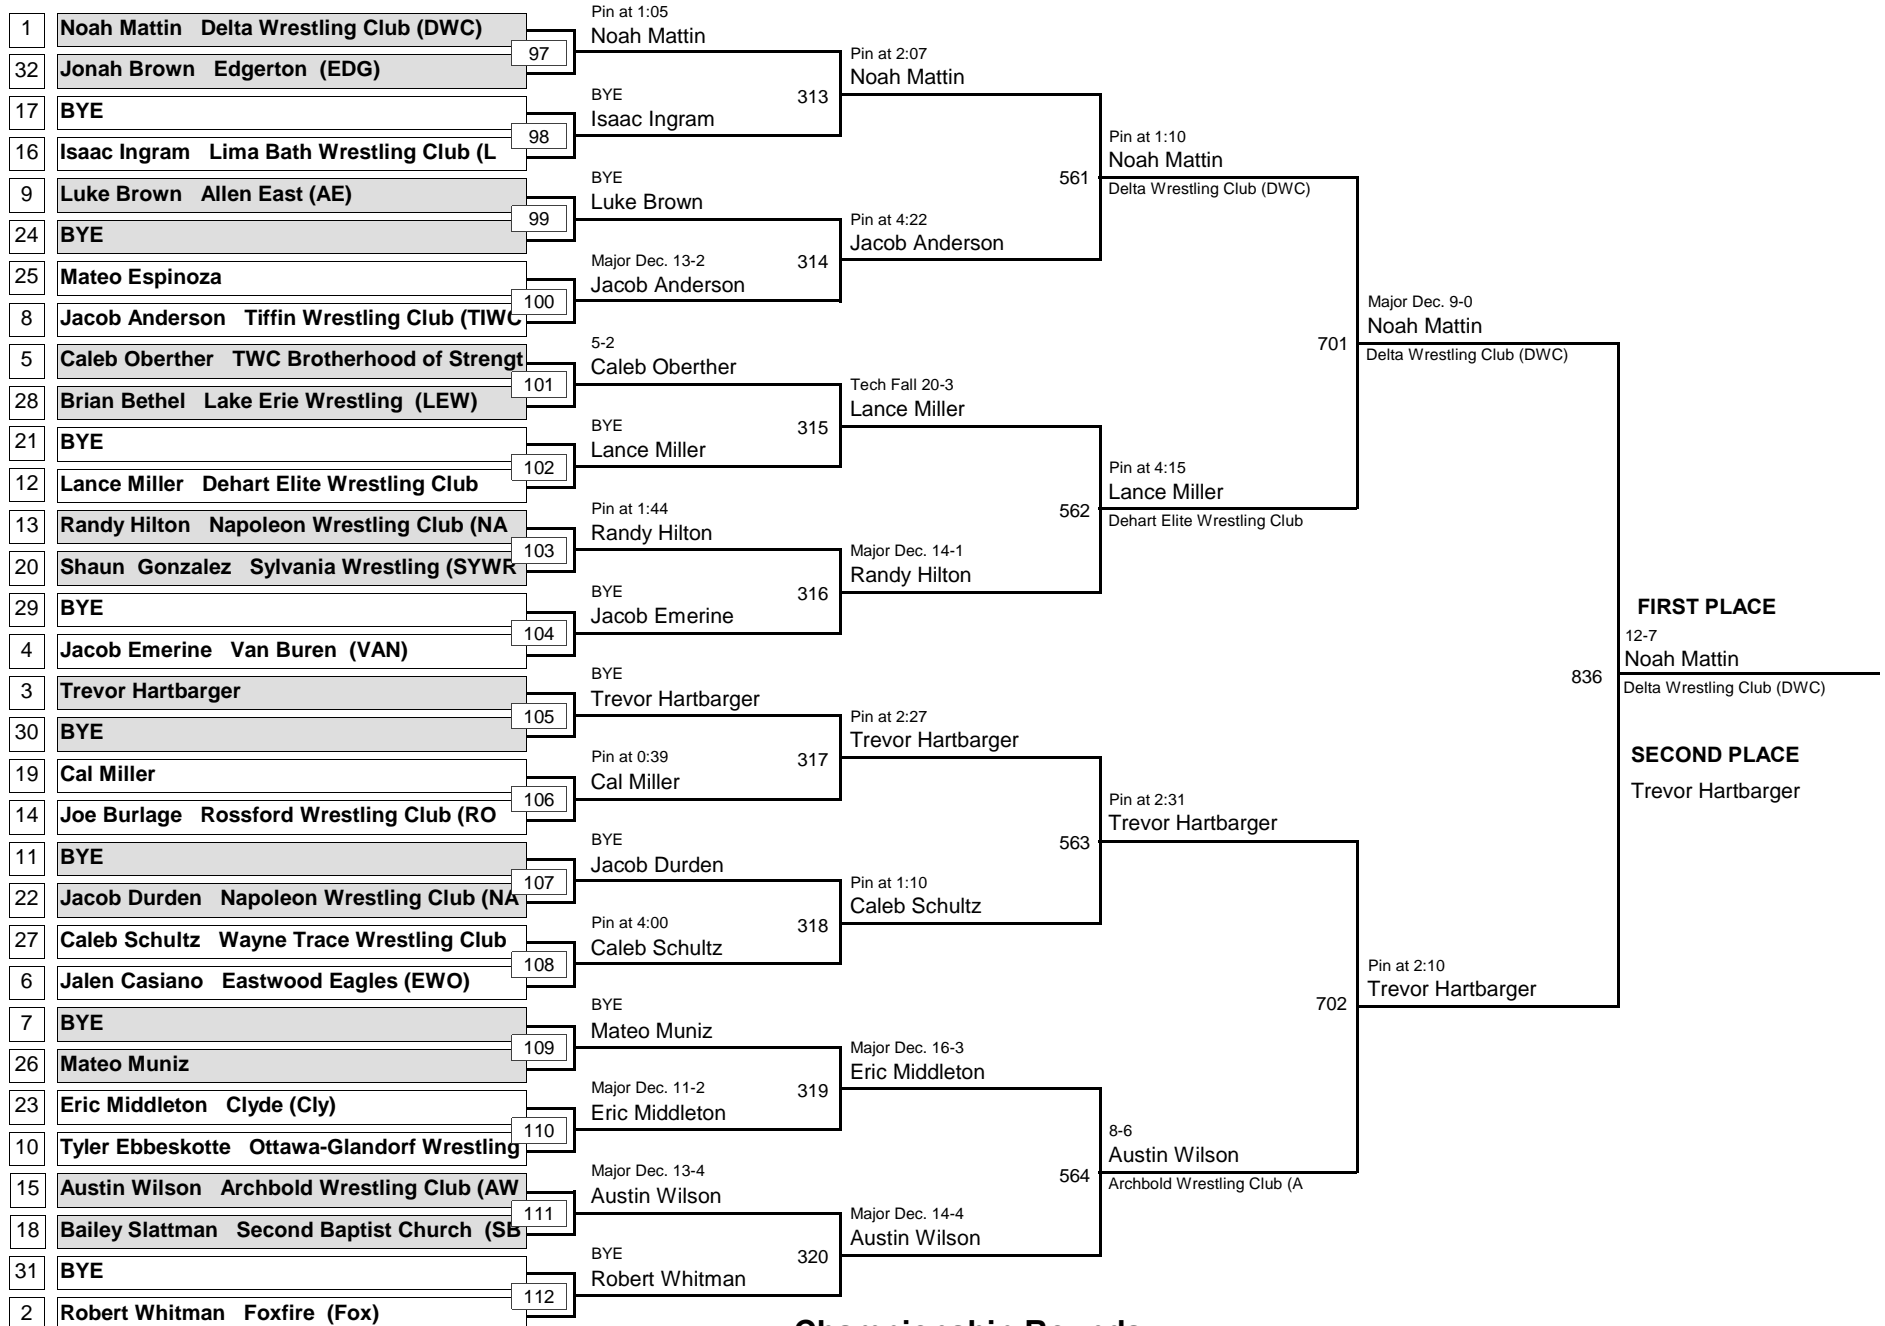 1 Noah Mattin Delta Wrestling Club (DWC)
97
32 Jonah Brown Edgerton (EDG)
17 BYE
98
16 Isaac Ingram Lima Bath Wrestling Club (L
9 Luke Brown Allen East (AE)
99
24 BYE
25 Mateo Espinoza
100
8 Jacob Anderson Tiffin Wrestling Club (TIWC
5 Caleb Oberther TWC Brotherhood of Strengt
101
28 Brian Bethel Lake Erie Wrestling (LEW)
21 BYE
102
12 Lance Miller Dehart Elite Wrestling Club
13 Randy Hilton Napoleon Wrestling Club (NA
103
20 Shaun Gonzalez Sylvania Wrestling (SYWR
29 BYE
104
4 Jacob Emerine Van Buren (VAN)
3 Trevor Hartbarger
105
30 BYE
19 Cal Miller
106
14 Joe Burlage Rossford Wrestling Club (RO
11 BYE
107
22 Jacob Durden Napoleon Wrestling Club (NA
27 Caleb Schultz Wayne Trace Wrestling Club
108
6 Jalen Casiano Eastwood Eagles (EWO)
7 BYE
109
26 Mateo Muniz
23 Eric Middleton Clyde (Cly)
110
10 Tyler Ebbeskotte Ottawa-Glandorf Wrestling
15 Austin Wilson Archbold Wrestling Club (AW
111
18 Bailey Slattman Second Baptist Church (SB
31 BYE
112
2 Robert Whitman Foxfire (Fox)
Pin at 1:05
Noah Mattin
313
BYE
Isaac Ingram
BYE
Luke Brown
314
Major Dec. 13-2
Jacob Anderson
5-2
Caleb Oberther
315
BYE
Lance Miller
Pin at 1:44
Randy Hilton
316
BYE
Jacob Emerine
BYE
Trevor Hartbarger
317
Pin at 0:39
Cal Miller
BYE
Jacob Durden
318
Pin at 4:00
Caleb Schultz
BYE
Mateo Muniz
319
Major Dec. 11-2
Eric Middleton
Major Dec. 13-4
Austin Wilson
320
BYE
Robert Whitman
Pin at 2:07
Noah Mattin
561
Pin at 4:22
Jacob Anderson
Tech Fall 20-3
Lance Miller
562
Major Dec. 14-1
Randy Hilton
Pin at 2:27
Trevor Hartbarger
563
Pin at 1:10
Caleb Schultz
Major Dec. 16-3
Eric Middleton
564
Major Dec. 14-4
Austin Wilson
Pin at 1:10
Noah Mattin
Delta Wrestling Club (DWC)
701
Pin at 4:15
Lance Miller
Dehart Elite Wrestling Club
Pin at 2:31
Trevor Hartbarger
702
8-6
Austin Wilson
Archbold Wrestling Club (A
Major Dec. 9-0
Noah Mattin
Delta Wrestling Club (DWC)
836
Pin at 2:10
Trevor Hartbarger
FIRST PLACE
12-7
Noah Mattin
Delta Wrestling Club (DWC)
SECOND PLACE
Trevor Hartbarger
Championship Rounds